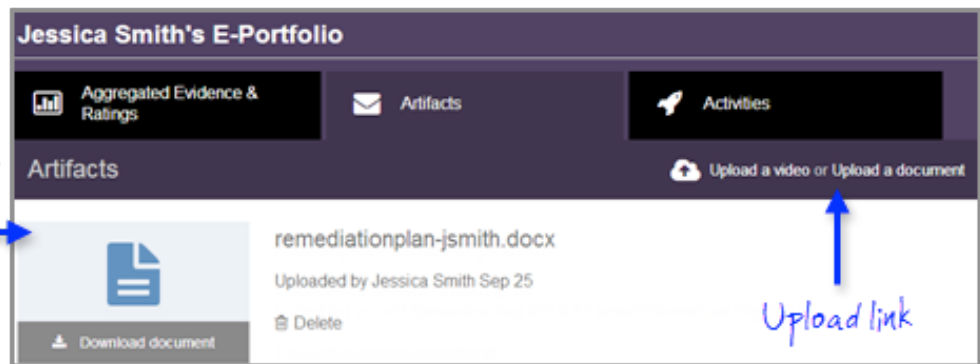 Jessica Smith's E-Portfolio
Aggregated Evidence &
Ratings
Artifacts
Activities
Artifacts
Upload a video or Upload a document
remediationplan-jsmith.docx
Uploaded by Jessica Smith Sep 25
Delete
Download document
Upload link